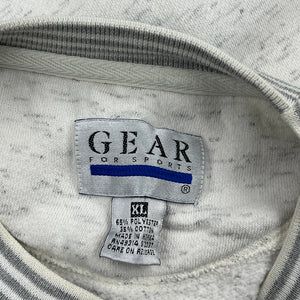 GEAR
FOR SPORTS
®
XL
65% POLYESTER
35% COTTON
MADE IN KOREA
CARE ON REVERSE